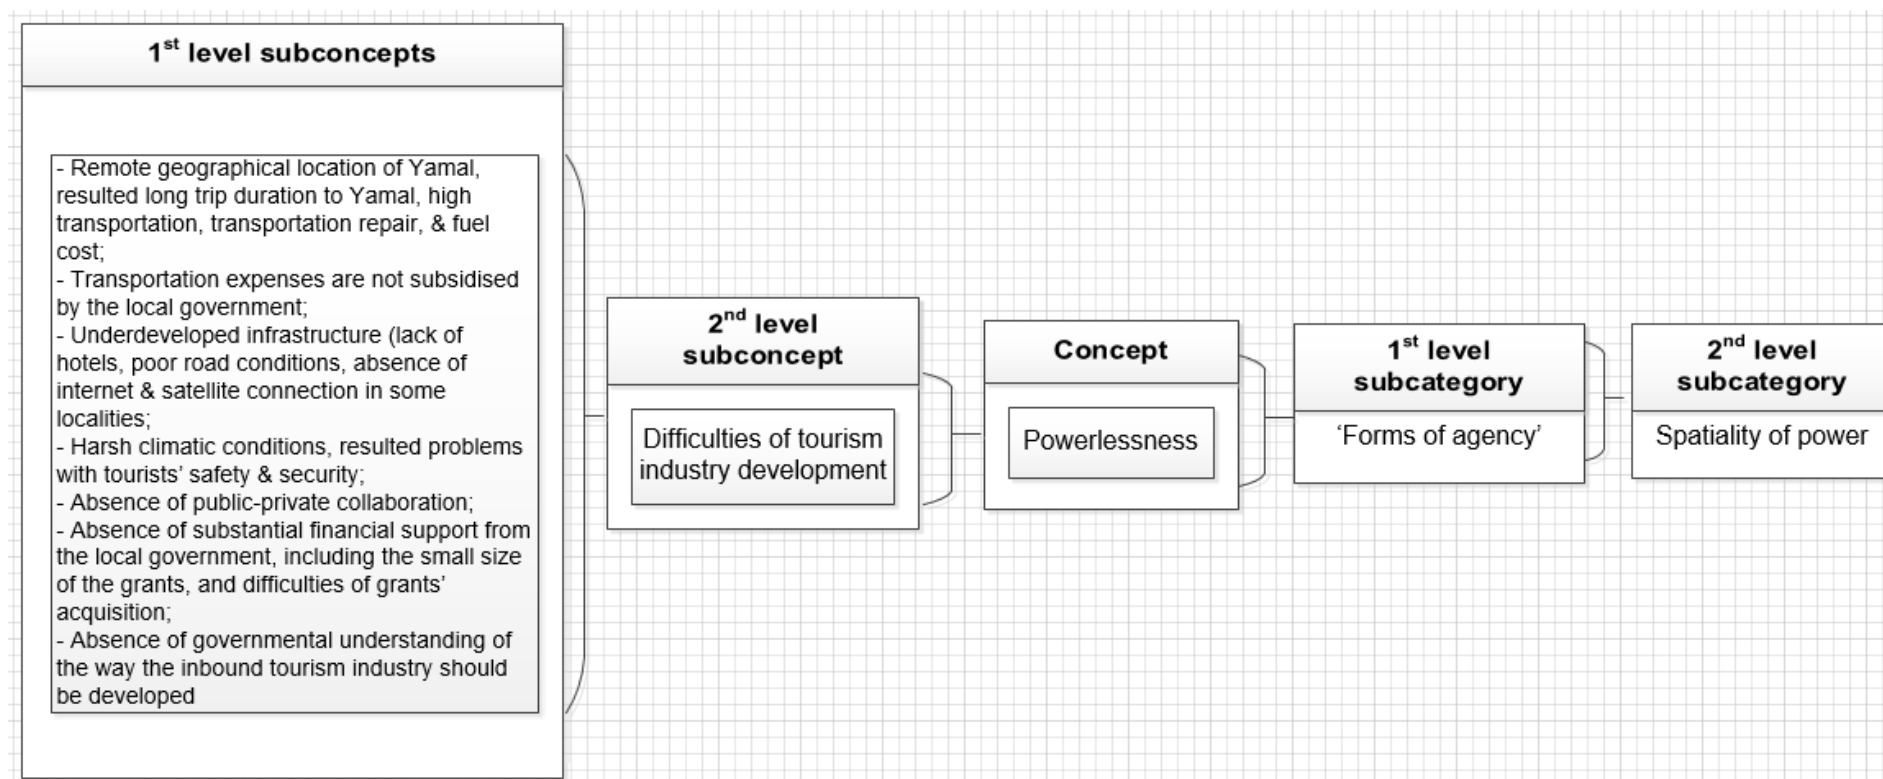 1st level subconcepts
- Remote geographical location of Yamal,
resulted long trip duration to Yamal, high
transportation, transportation repair, & fuel
cost;
- Transportation expenses are not subsidised
by the local government;
- Underdeveloped infrastructure (lack of
hotels, poor road conditions, absence of
internet & satellite connection in some
localities;
- Harsh climatic conditions, resulted problems
with tourists’ safety & security;
- Absence of public-private collaboration;
- Absence of substantial financial support from
the local government, including the small size
of the grants, and difficulties of grants’
acquisition;
- Absence of governmental understanding of
the way the inbound tourism industry should
be developed
2nd level
subconcept
Difficulties of tourism
industry development
Concept
Powerlessness
1st level
subcategory
‘Forms of agency’
2nd level
subcategory
Spatiality of power